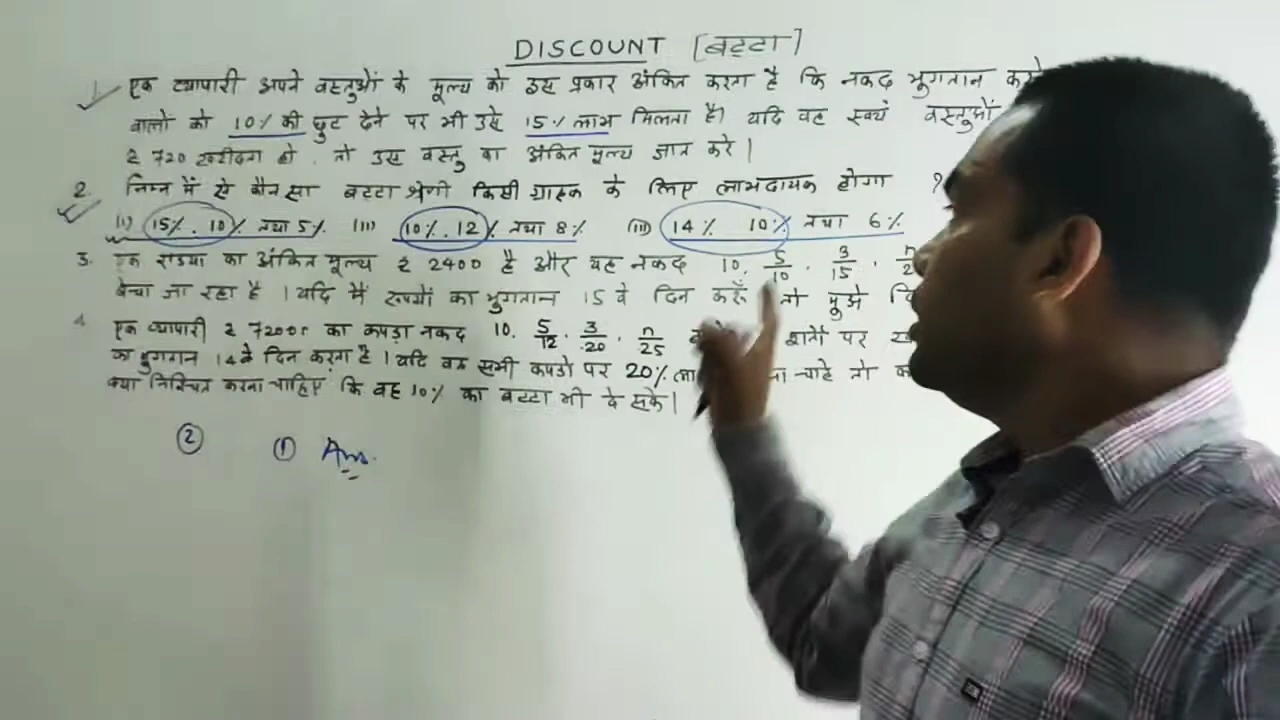 DISCOUNT [बट्टा]
1. एक व्यापारी अपने वस्तुओं के मूल्य को इस प्रकार अंकित करता है कि नकद भुगतान करने
वालों को 10% की छूट देने पर भी उसे 15% लाभ मिलता है। यदि वह स्वयं वस्तुओं
₹ 720 खरीदता हो, तो उस वस्तु का अंकित मूल्य ज्ञात करे।
2. निम्न में से कौन सा बट्टा श्रेणी किसी ग्राहक के लिए लाभदायक होगा ?
(i) 15%. 10% तथा 5% (ii) 10%. 12% तथा 8% (iii) 14% 10% तथा 6%
3. एक रेडियो का अंकित मूल्य ₹ 2400 है और यह नकद 10, 5/10, 3/15, n/2
बेचा जा रहा है। यदि मैं रूपयों का भुगतान 15 वे दिन करूँ तो मुझे
4. एक व्यापारी ₹ 7200 का कपड़ा नकद 10, 5/12, 3/20, n/25 शर्तो पर
का भुगतान 14वे दिन करता है। यदि वह सभी कपडो पर 20% चाहे तो
क्या निश्चित करना चाहिए कि वह 10% का बट्टा भी दे सके।
② ① Ans.